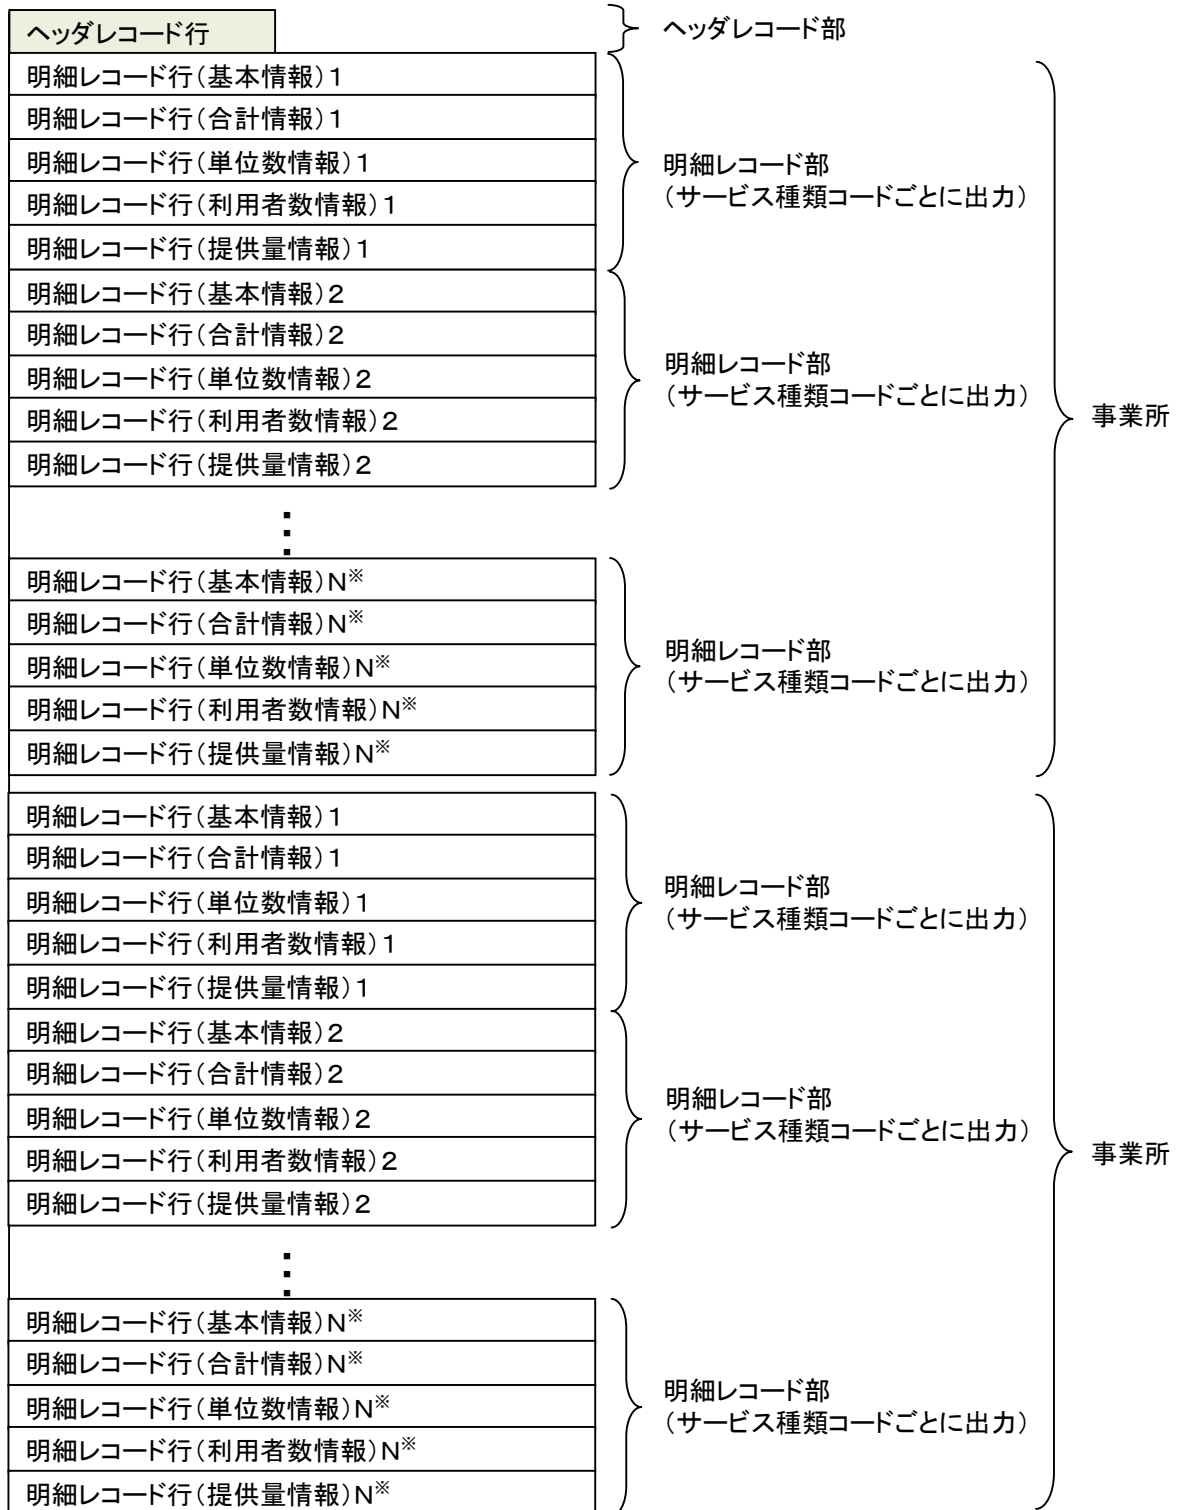 ヘッダレコード行
ヘッダレコード部
明細レコード行（基本情報）１
明細レコード行（合計情報）１
明細レコード行（単位数情報）１
明細レコード行（利用者数情報）１
明細レコード行（提供量情報）１
明細レコード部
（サービス種類コードごとに出力）
明細レコード行（基本情報）２
明細レコード行（合計情報）２
明細レコード行（単位数情報）２
明細レコード行（利用者数情報）２
明細レコード行（提供量情報）２
明細レコード部
（サービス種類コードごとに出力）
事業所
明細レコード行（基本情報）Ｎ※
明細レコード行（合計情報）Ｎ※
明細レコード行（単位数情報）Ｎ※
明細レコード行（利用者数情報）Ｎ※
明細レコード行（提供量情報）Ｎ※
明細レコード部
（サービス種類コードごとに出力）
明細レコード行（基本情報）１
明細レコード行（合計情報）１
明細レコード行（単位数情報）１
明細レコード行（利用者数情報）１
明細レコード行（提供量情報）１
明細レコード部
（サービス種類コードごとに出力）
明細レコード行（基本情報）２
明細レコード行（合計情報）２
明細レコード行（単位数情報）２
明細レコード行（利用者数情報）２
明細レコード行（提供量情報）２
明細レコード部
（サービス種類コードごとに出力）
事業所
明細レコード行（基本情報）Ｎ※
明細レコード行（合計情報）Ｎ※
明細レコード行（単位数情報）Ｎ※
明細レコード行（利用者数情報）Ｎ※
明細レコード行（提供量情報）Ｎ※
明細レコード部
（サービス種類コードごとに出力）